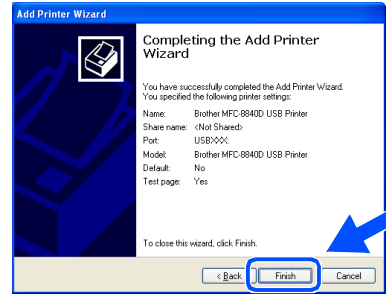 Add Printer Wizard
Completing the Add Printer
Wizard
You have successfully completed the Add Printer Wizard.
You specified the following printer settings:
Name: Brother MFC-8840D USB Printer
Share name: <Not Shared>
Port: USBXXX:
Model: Brother MFC-8840D USB Printer
Default: No
Test page: Yes
To close this wizard, click Finish.
< Back Finish Cancel